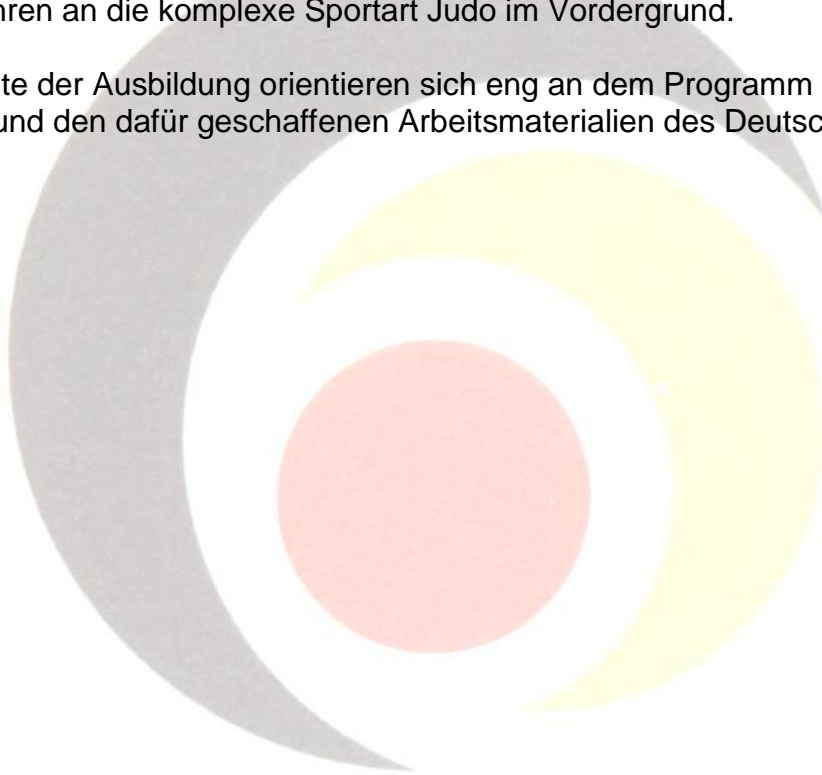 hren an die komplexe Sportart Judo im Vordergrund.
te der Ausbildung orientieren sich eng an dem Programm
und den dafür geschaffenen Arbeitsmaterialien des Deutsc